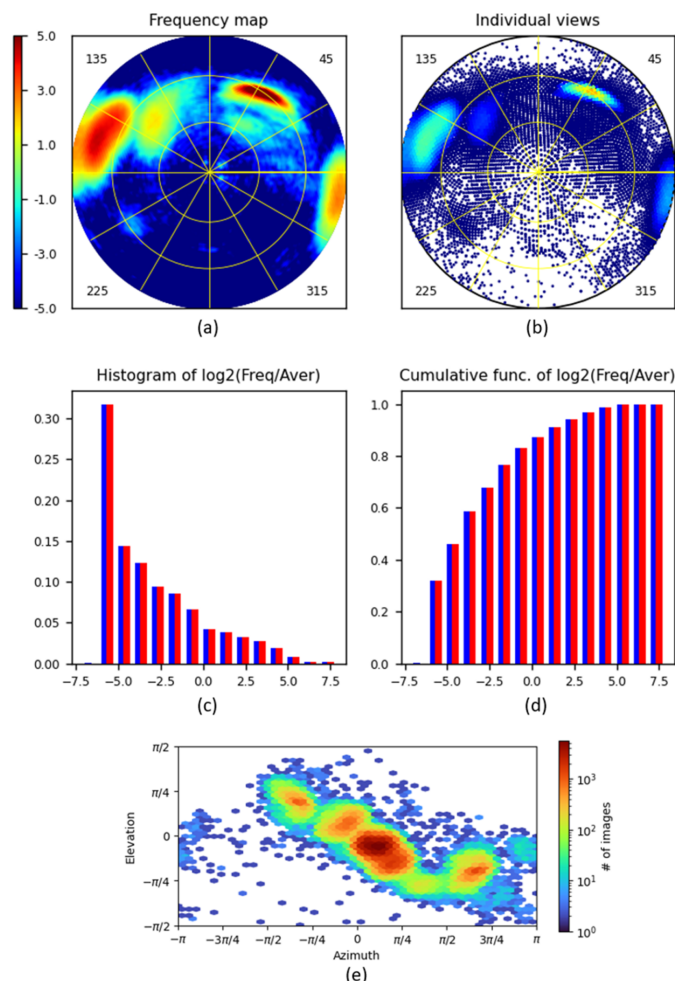 Frequency map
Individual views
5.0
3.0
1.0
-1.0
-3.0
-5.0
135
45
225
315
135
45
225
315
(a)
(b)
Histogram of log2(Freq/Aver)
Cumulative func. of log2(Freq/Aver)
0.30
0.25
0.20
0.15
0.10
0.05
0.00
−7.5 −5.0 −2.5 0.0 2.5 5.0 7.5
1.0
0.8
0.6
0.4
0.2
0.0
−7.5 −5.0 −2.5 0.0 2.5 5.0 7.5
(c)
(d)
π/2
π/4
0
−π/4
−π/2
Elevation
−π −3π/4 −π/2 −π/4 0 π/4 π/2 3π/4 π
Azimuth
10³
10²
10¹
10⁰
# of images
(e)